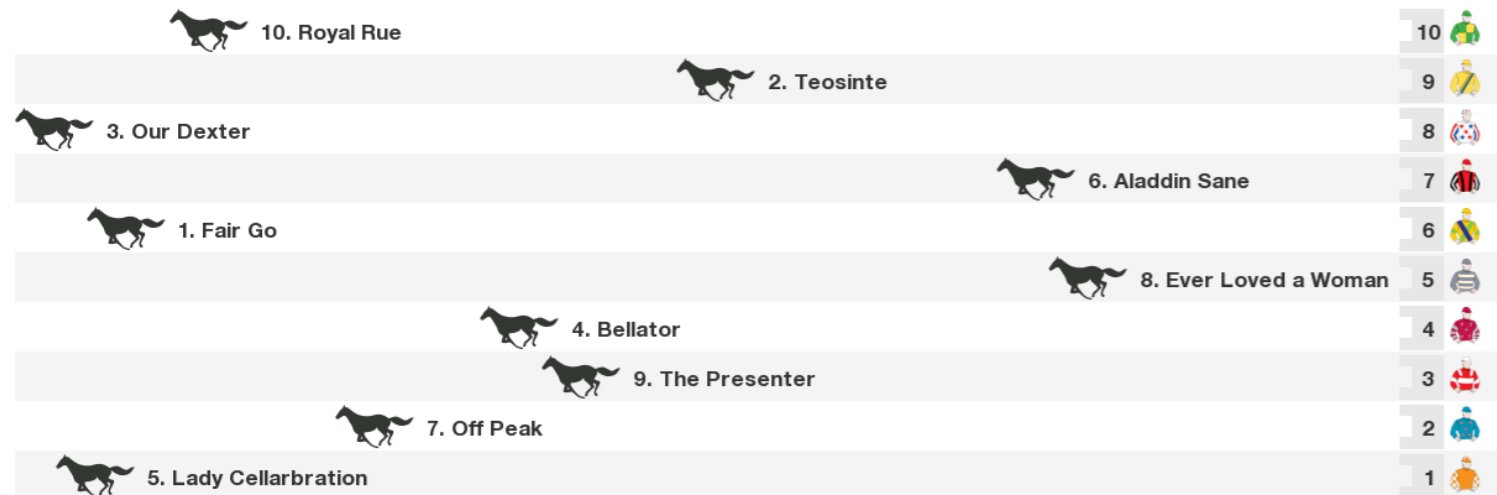 10. Royal Rue 10
2. Teosinte 9
3. Our Dexter 8
6. Aladdin Sane 7
1. Fair Go 6
8. Ever Loved a Woman 5
4. Bellator 4
9. The Presenter 3
7. Off Peak 2
5. Lady Cellarbration 1